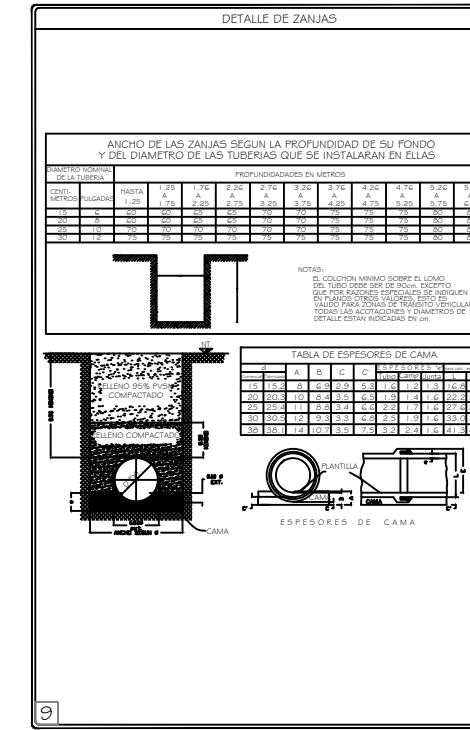 DETALLE DE ZANJAS
ANCHO DE LAS ZANJAS SEGUN LA PROFUNDIDAD DE SU FONDO
Y DEL DIAMETRO DE LAS TUBERIAS QUE SE INSTALARAN EN ELLAS
DIAMETRO NOMINAL DE LA TUBERIA PROFUNDIDADADES EN METROS
CENTI-METROS PULGADAS HASTA 1.25 1.25 A 1.75 1.76 A 2.25 2.26 A 2.75 2.76 A 3.25 3.26 A 3.75 3.76 A 4.25 4.26 A 4.75 4.76 A 5.25 5.26 A 5.75
15 6 60 60 65 65 70 70 75 75 75 80
20 8 60 60 65 65 70 70 75 75 75 80
25 10 70 70 70 70 70 70 75 75 75 80
30 12 75 75 75 75 75 75 75 75 75 80
NOTAS:
EL COLCHON MINIMO SOBRE EL LOMO
DEL TUBO DEBE SER DE 90cm. EXCEPTO
QUE POR RAZONES ESPECIALES SE INDIQUEN
EN PLANOS OTROS VALORES, ESTO ES
VALIDO PARA ZONAS DE TRANSITO VEHICULAR
TODAS LAS ACOTACIONES Y DIAMETROS DE
DETALLE ESTAN INDICADAS EN cm.
NT
RELLENO 95% PVSM
COMPACTADO
RELLENO COMPACTADO
EXT.
ANCHO SEGUN Ø
CAMA
TABLA DE ESPESORES DE CAMA
d A B C C' ESPESORES "e"
Tubo Camp Junta L
15 15.2 8 6.9 2.9 5.3 1.6 1.2 1.3 16.8
20 20.3 10 8.4 3.5 6.5 1.9 1.4 1.6 22.2
25 25.4 11 8.8 3.4 6.6 2.2 1.7 1.6 27.6
30 30.5 12 9.3 3.3 6.8 2.5 1.9 1.6 33.0
38 38.1 14 10.7 3.5 7.5 3.2 2.4 1.6 41.3
PLANTILLA
CAMA
CAMA
ESPESORES DE CAMA
9